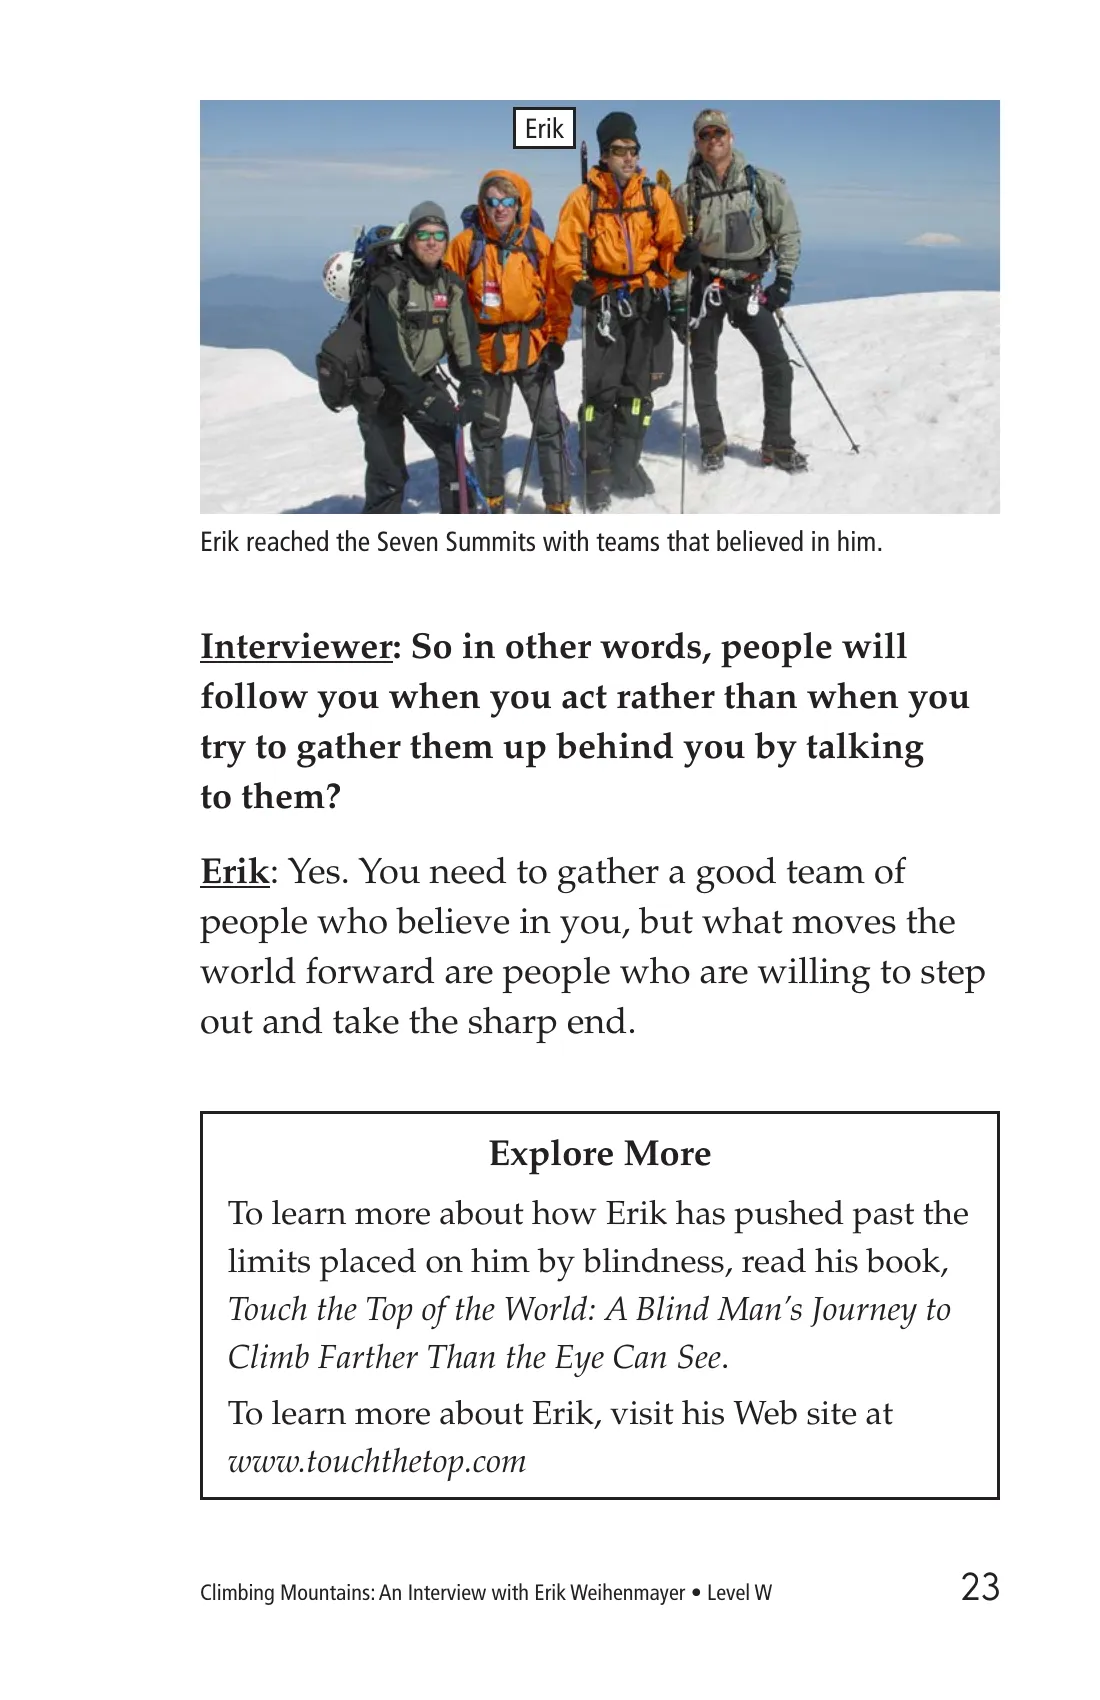 Erik
Erik reached the Seven Summits with teams that believed in him.
Interviewer: So in other words, people will
follow you when you act rather than when you
try to gather them up behind you by talking
to them?
Erik: Yes. You need to gather a good team of
people who believe in you, but what moves the
world forward are people who are willing to step
out and take the sharp end.
Explore More
To learn more about how Erik has pushed past the
limits placed on him by blindness, read his book,
Touch the Top of the World: A Blind Man’s Journey to
Climb Farther Than the Eye Can See.
To learn more about Erik, visit his Web site at
www.touchthetop.com
Climbing Mountains: An Interview with Erik Weihenmayer • Level W
23